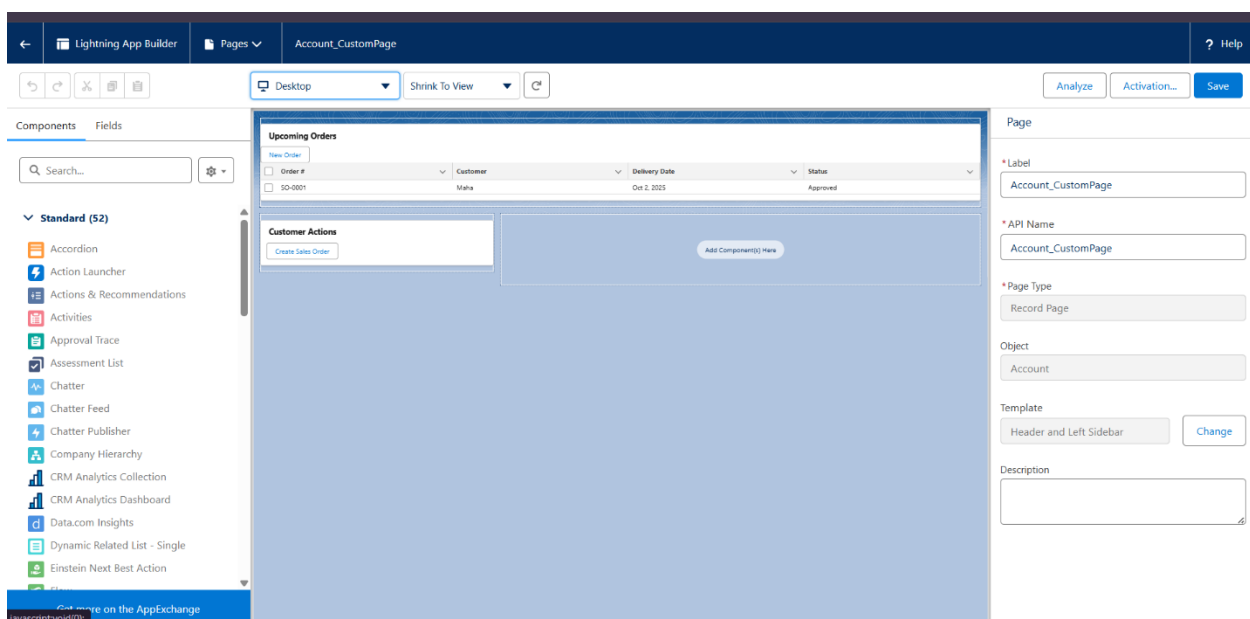 Lightning App Builder
Pages
Account_CustomPage
? Help
Desktop
Shrink To View
Analyze
Activation...
Save
Components
Fields
Search...
Standard (52)
Accordion
Action Launcher
Actions & Recommendations
Activities
Approval Trace
Assessment List
Chatter
Chatter Feed
Chatter Publisher
Company Hierarchy
CRM Analytics Collection
CRM Analytics Dashboard
Data.com Insights
Dynamic Related List - Single
Einstein Next Best Action
Get more on the AppExchange
javascript:void(0);
Upcoming Orders
New Order
Order # Customer Delivery Date Status
SO-0001 Maha Oct 2, 2025 Approved
Customer Actions
Create Sales Order
Add Component(s) Here
Page
*Label
Account_CustomPage
*API Name
Account_CustomPage
*Page Type
Record Page
Object
Account
Template
Header and Left Sidebar
Change
Description